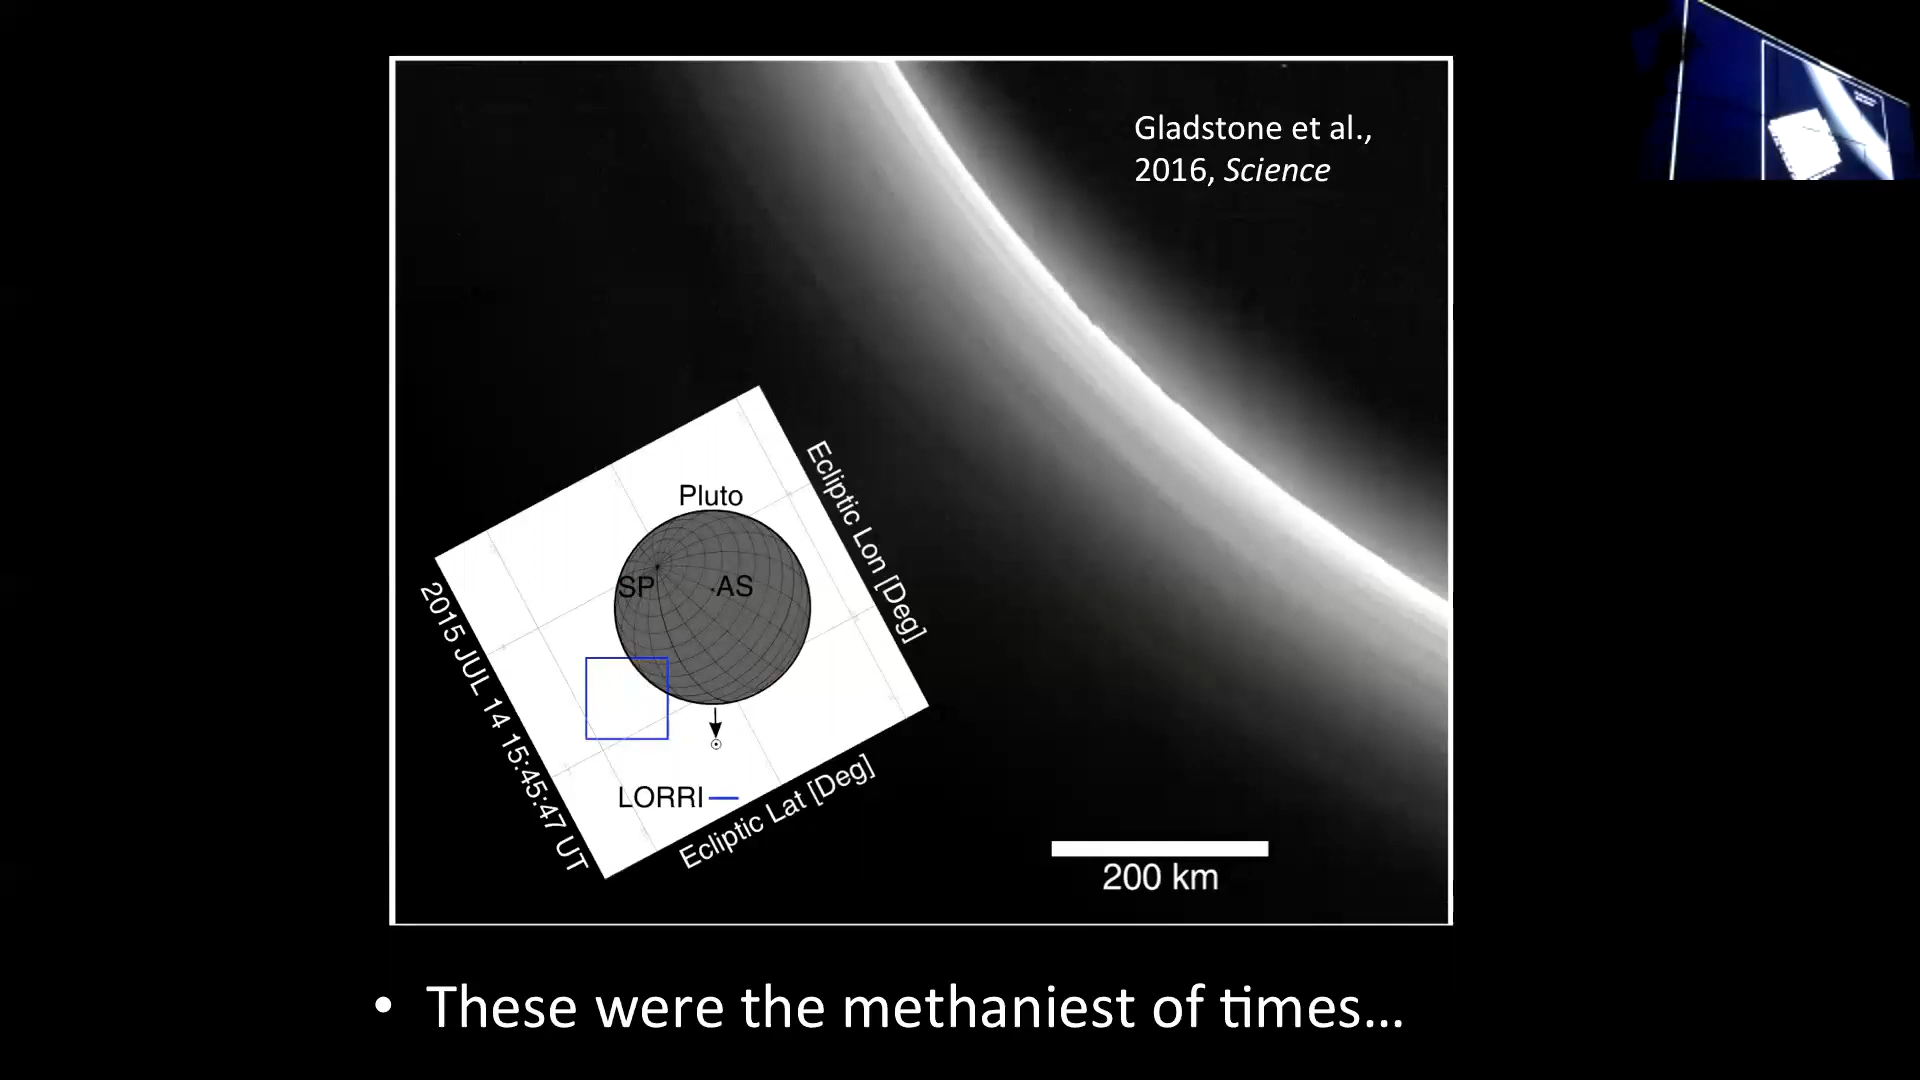 Gladstone et al.,
2016, Science
Pluto
SP
AS
Ecliptic Lon [Deg]
2015 JUL 14 15:45:47 UT
LORRI
Ecliptic Lat [Deg]
200 km
• These were the methaniest of times...